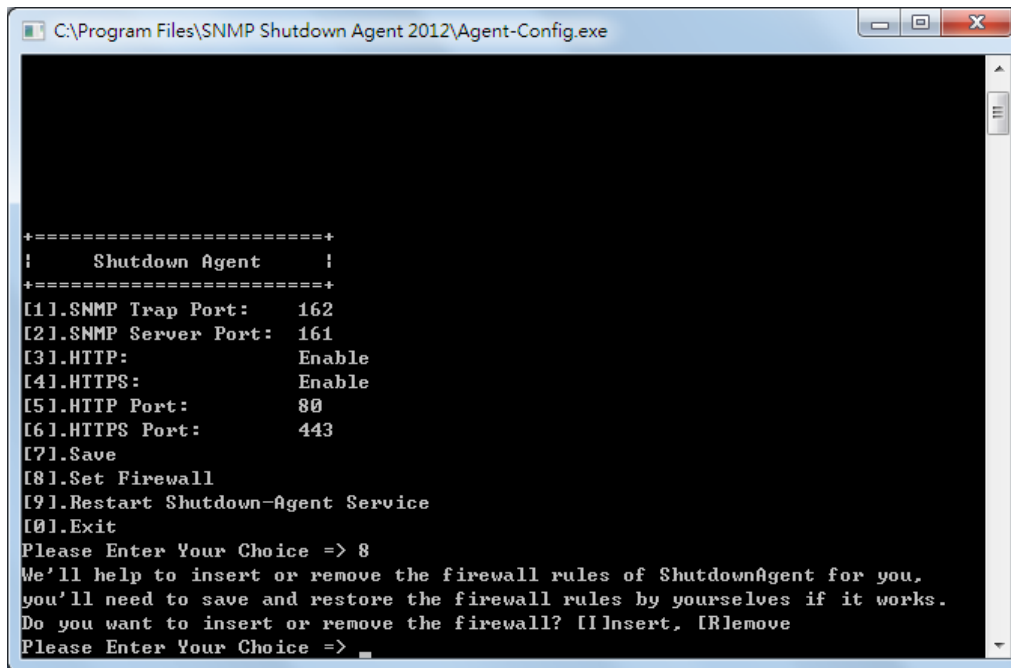 C:\Program Files\SNMP Shutdown Agent 2012\Agent-Config.exe
+========================+
¦     Shutdown Agent     ¦
+========================+
[1].SNMP Trap Port:    162
[2].SNMP Server Port:  161
[3].HTTP:              Enable
[4].HTTPS:             Enable
[5].HTTP Port:         80
[6].HTTPS Port:        443
[7].Save
[8].Set Firewall
[9].Restart Shutdown-Agent Service
[0].Exit
Please Enter Your Choice => 8
We'll help to insert or remove the firewall rules of ShutdownAgent for you,
you'll need to save and restore the firewall rules by yourselves if it works.
Do you want to insert or remove the firewall? [I]nsert, [R]emove
Please Enter Your Choice => _